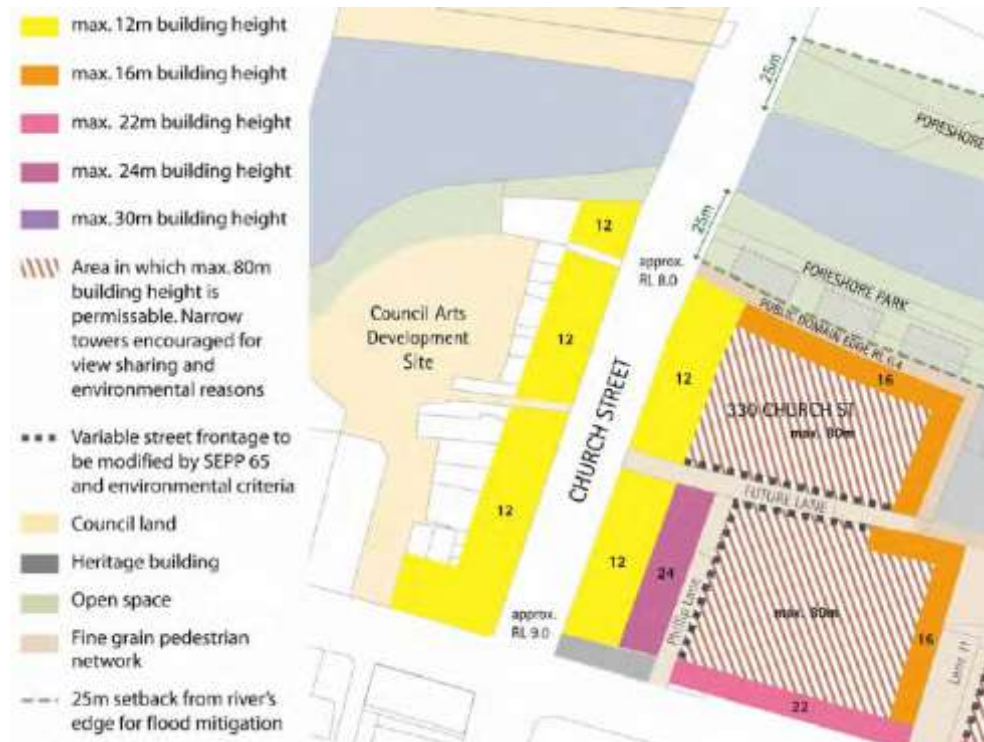 max. 12m building height
max. 16m building height
max. 22m building height
max. 24m building height
max. 30m building height
Area in which max. 80m
building height is
permissable. Narrow
towers encouraged for
view sharing and
environmental reasons
Variable street frontage to
be modified by SEPP 65
and environmental criteria
Council land
Heritage building
Open space
Fine grain pedestrian
network
25m setback from river's
edge for flood mitigation
25m
FORESHORE
25m
12
approx.
RL 8.0
FORESHORE PARK
Council Arts
Development
Site
12
PUBLIC DOMAIN EDGE RL 6.4
12
16
330 CHURCH ST
max. 80m
CHURCH STREET
12
FUTURE LANE
12
24
Phillip Lane
max. 80m
16
approx.
RL 9.0
22